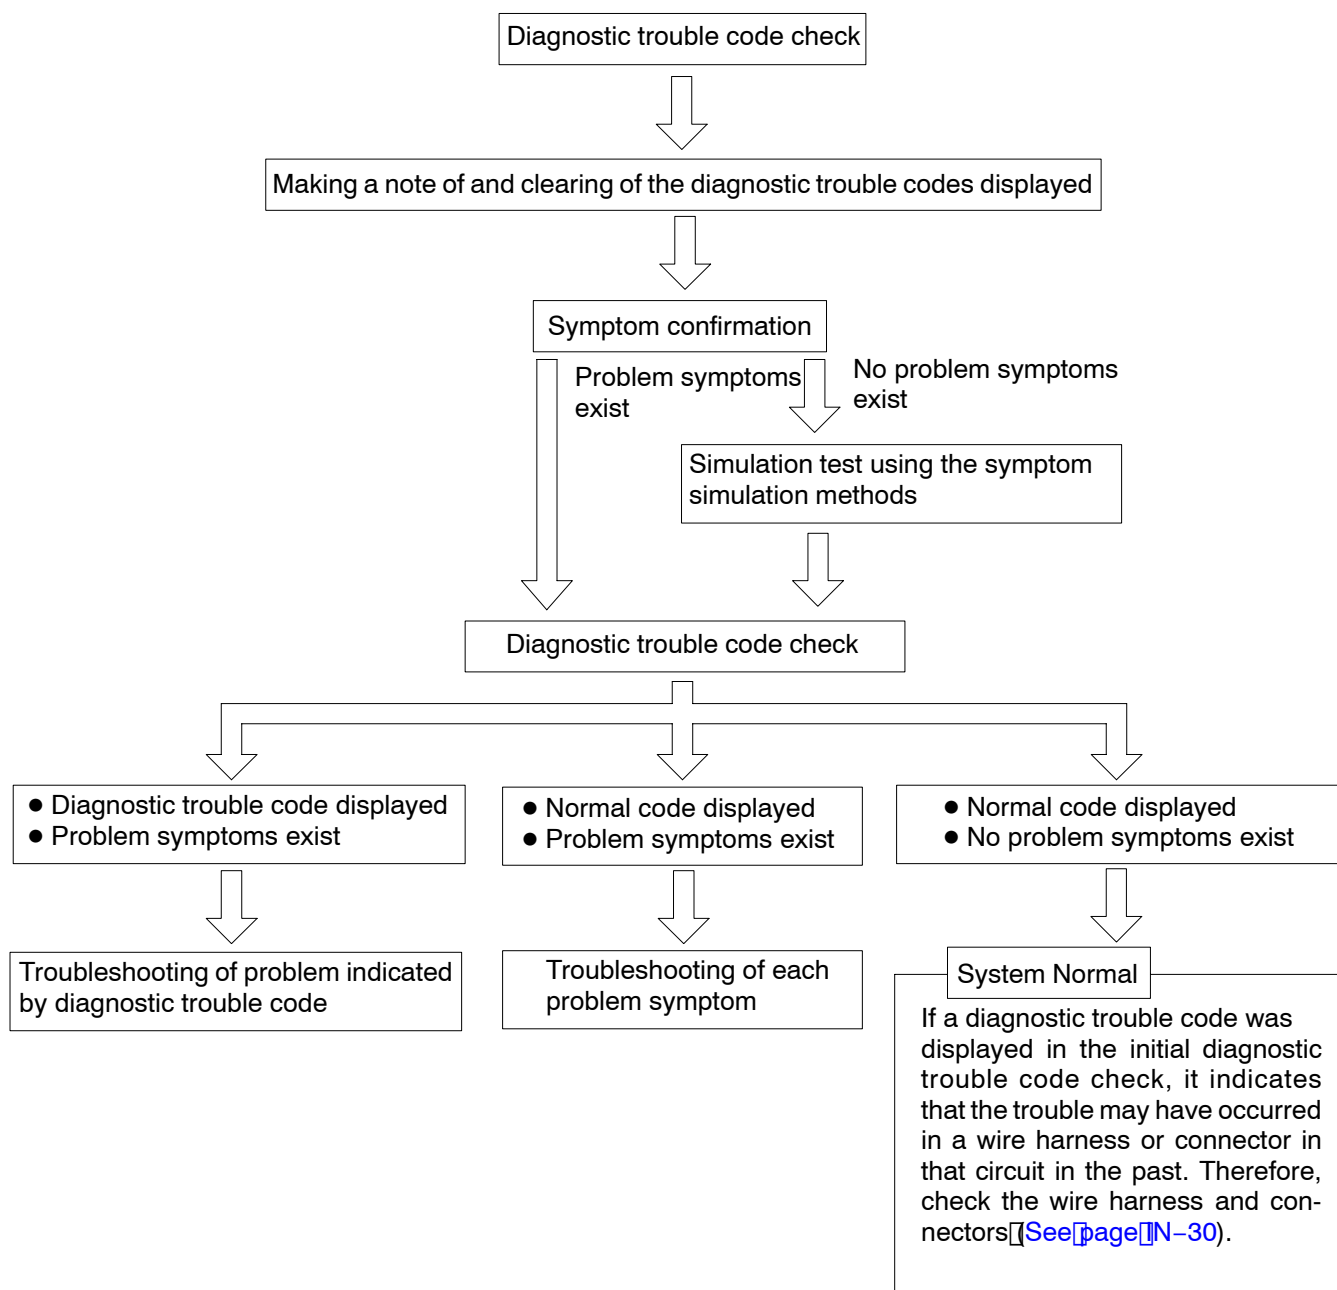 Diagnostic trouble code check
Making a note of and clearing of the diagnostic trouble codes displayed
Symptom confirmation
Problem symptoms
exist
No problem symptoms
exist
Simulation test using the symptom
simulation methods
Diagnostic trouble code check
● Diagnostic trouble code displayed
● Problem symptoms exist
● Normal code displayed
● Problem symptoms exist
● Normal code displayed
● No problem symptoms exist
Troubleshooting of problem indicated
by diagnostic trouble code
Troubleshooting of each
problem symptom
System Normal
If a diagnostic trouble code was
displayed in the initial diagnostic
trouble code check, it indicates
that the trouble may have occurred
in a wire harness or connector in
that circuit in the past. Therefore,
check the wire harness and con-
nectors (See page IN−30).